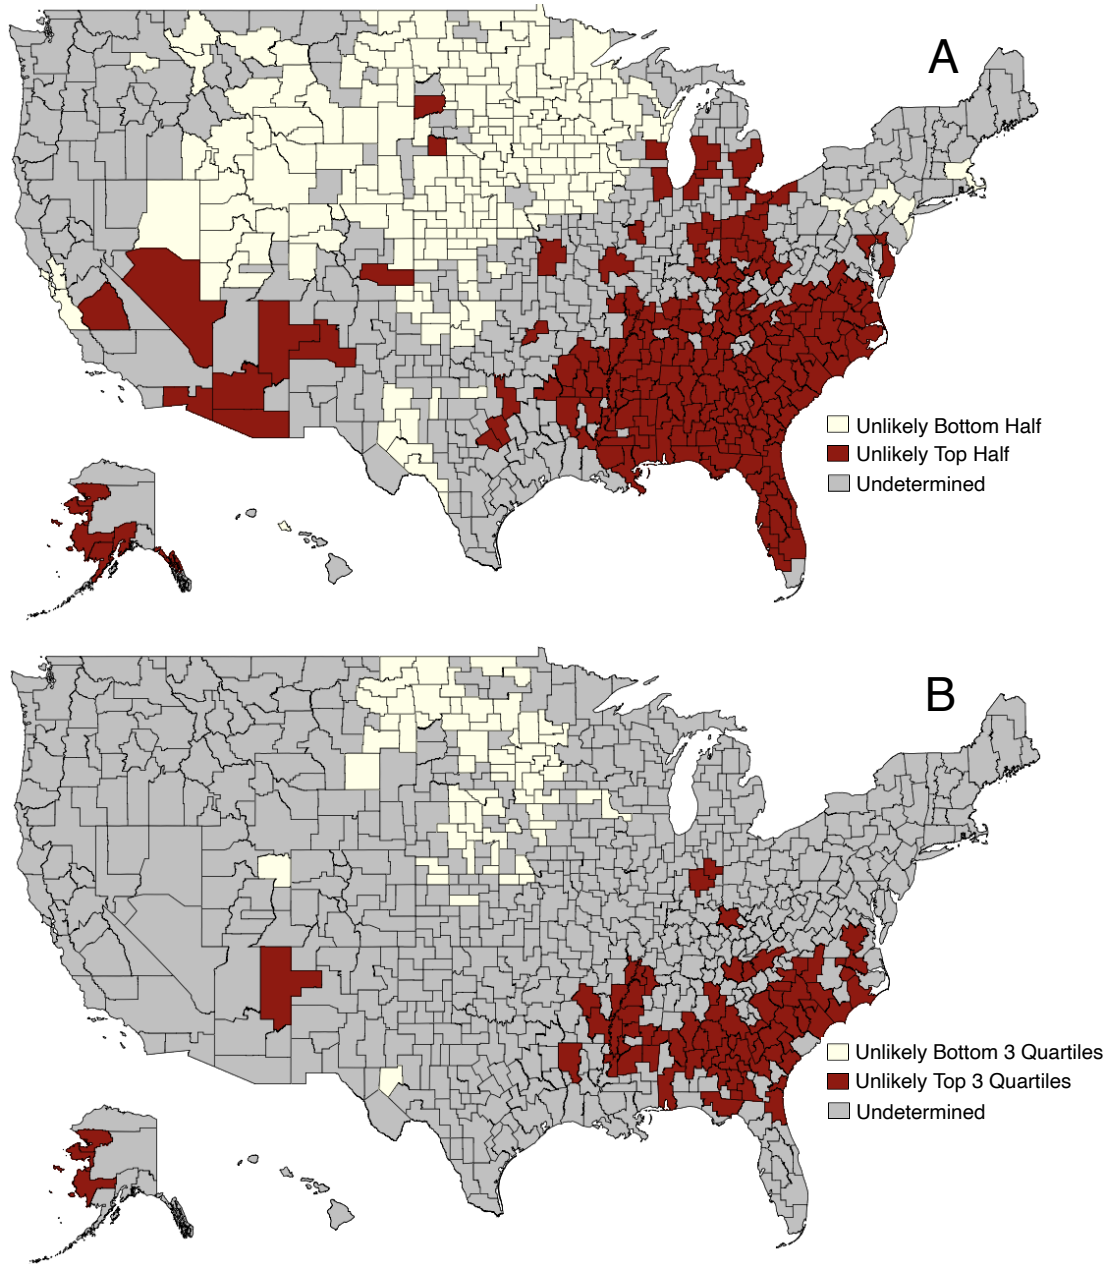 A
Unlikely Bottom Half
Unlikely Top Half
Undetermined
B
Unlikely Bottom 3 Quartiles
Unlikely Top 3 Quartiles
Undetermined